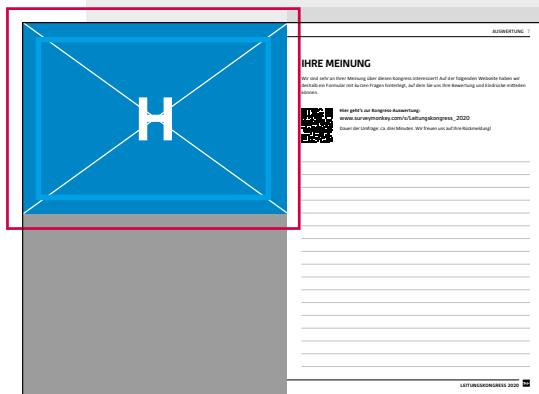 AUSWERTUNG 7
H
IHRE MEINUNG
Wir sind sehr an Ihrer Meinung über diesen Kongress interessiert! Auf der folgenden Webseite haben wir
deshalb ein Formular mit kurzen Fragen hinterlegt, auf dem Sie uns Ihre Bewertung und Eindrücke mitteilen
können.
Hier geht's zur Kongress-Auswertung:
www.surveymonkey.com/s/Leitungskongress_2020
Dauer der Umfrage: ca. drei Minuten. Wir freuen uns auf Ihre Rückmeldung!
LEITUNGSKONGRESS 2020